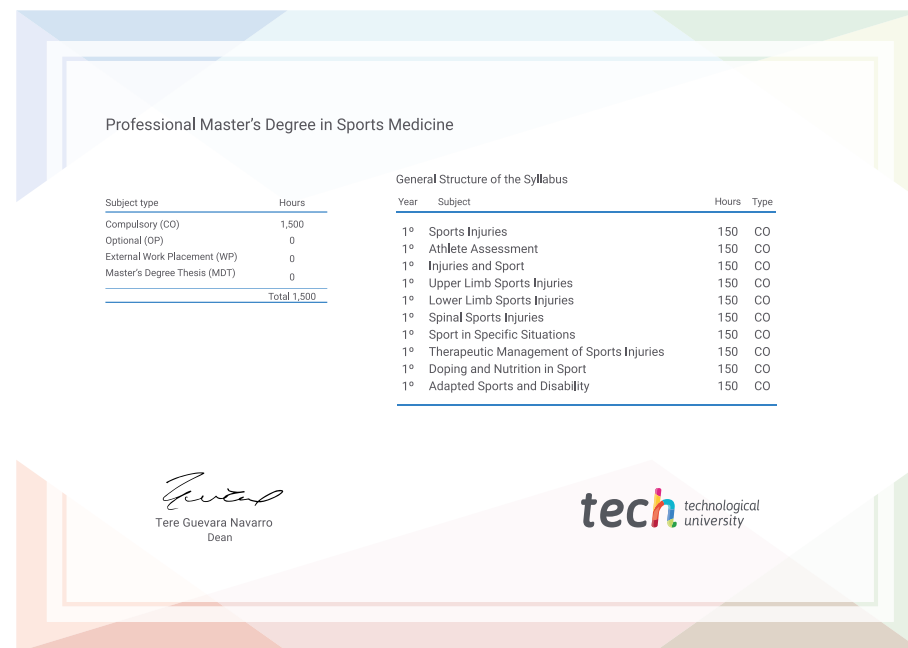 Professional Master's Degree in Sports Medicine
General Structure of the Syllabus
Subject type Hours
Compulsory (CO) 1,500
Optional (OP) 0
External Work Placement (WP) 0
Master's Degree Thesis (MDT) 0
Total 1,500
Year Subject Hours Type
1º Sports Injuries 150 CO
1º Athlete Assessment 150 CO
1º Injuries and Sport 150 CO
1º Upper Limb Sports Injuries 150 CO
1º Lower Limb Sports Injuries 150 CO
1º Spinal Sports Injuries 150 CO
1º Sport in Specific Situations 150 CO
1º Therapeutic Management of Sports Injuries 150 CO
1º Doping and Nutrition in Sport 150 CO
1º Adapted Sports and Disability 150 CO
Tere Guevara Navarro
Dean
tech technological
university